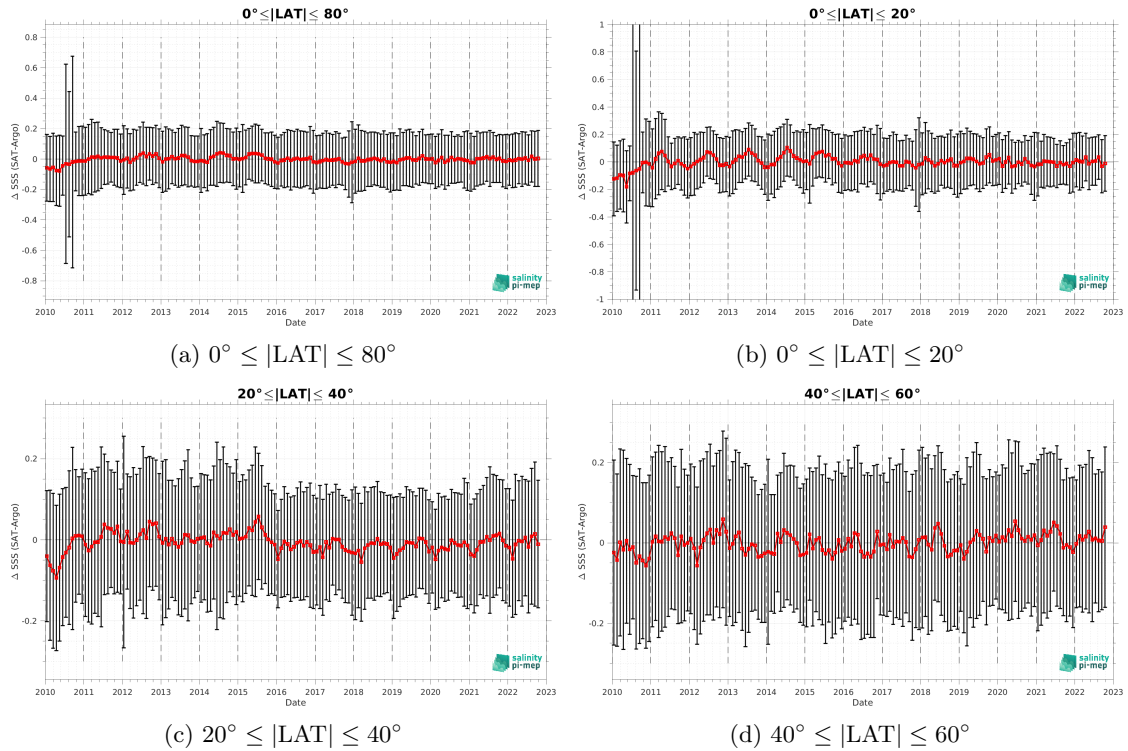 0°≤|LAT|≤ 80°
0.8
0.6
0.4
0.2
0
-0.2
-0.4
-0.6
-0.8
Δ SSS (SAT-Argo)
2010 2011 2012 2013 2014 2015 2016 2017 2018 2019 2020 2021 2022 2023
Date
salinity
pi-mep
(a) 0° ≤ |LAT| ≤ 80°
0°≤|LAT|≤ 20°
1
0.8
0.6
0.4
0.2
0
-0.2
-0.4
-0.6
-0.8
-1
Δ SSS (SAT-Argo)
2010 2011 2012 2013 2014 2015 2016 2017 2018 2019 2020 2021 2022 2023
Date
salinity
pi-mep
(b) 0° ≤ |LAT| ≤ 20°
20°≤|LAT|≤ 40°
0.2
0
-0.2
Δ SSS (SAT-Argo)
2010 2011 2012 2013 2014 2015 2016 2017 2018 2019 2020 2021 2022 2023
Date
salinity
pi-mep
(c) 20° ≤ |LAT| ≤ 40°
40°≤|LAT|≤ 60°
0.2
0
-0.2
Δ SSS (SAT-Argo)
2010 2011 2012 2013 2014 2015 2016 2017 2018 2019 2020 2021 2022 2023
Date
salinity
pi-mep
(d) 40° ≤ |LAT| ≤ 60°